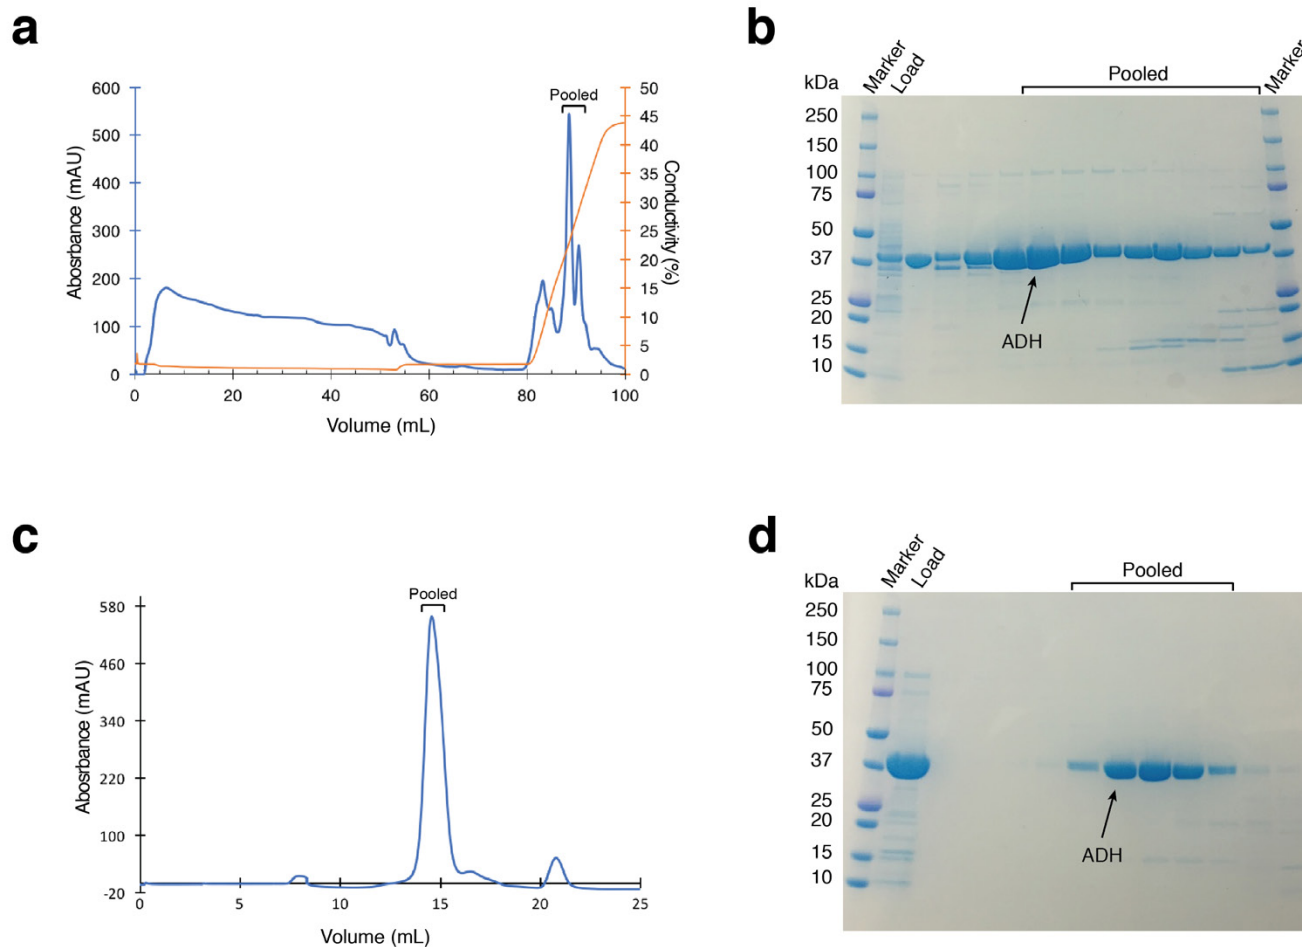 a
Pooled
Abosrbance (mAU)
600
500
400
300
200
100
0
50
45
40
35
30
25
20
15
10
5
0
Conductivity (%)
0
20
40
60
80
100
Volume (mL)
b
kDa
Marker
Load
Pooled
Marker
250
150
100
75
50
37
25
20
15
10
ADH
c
Pooled
Abosrbance (mAU)
580
460
340
220
100
-20
0
5
10
15
20
25
Volume (mL)
d
kDa
Marker
Load
Pooled
250
150
100
75
50
37
25
20
15
10
ADH